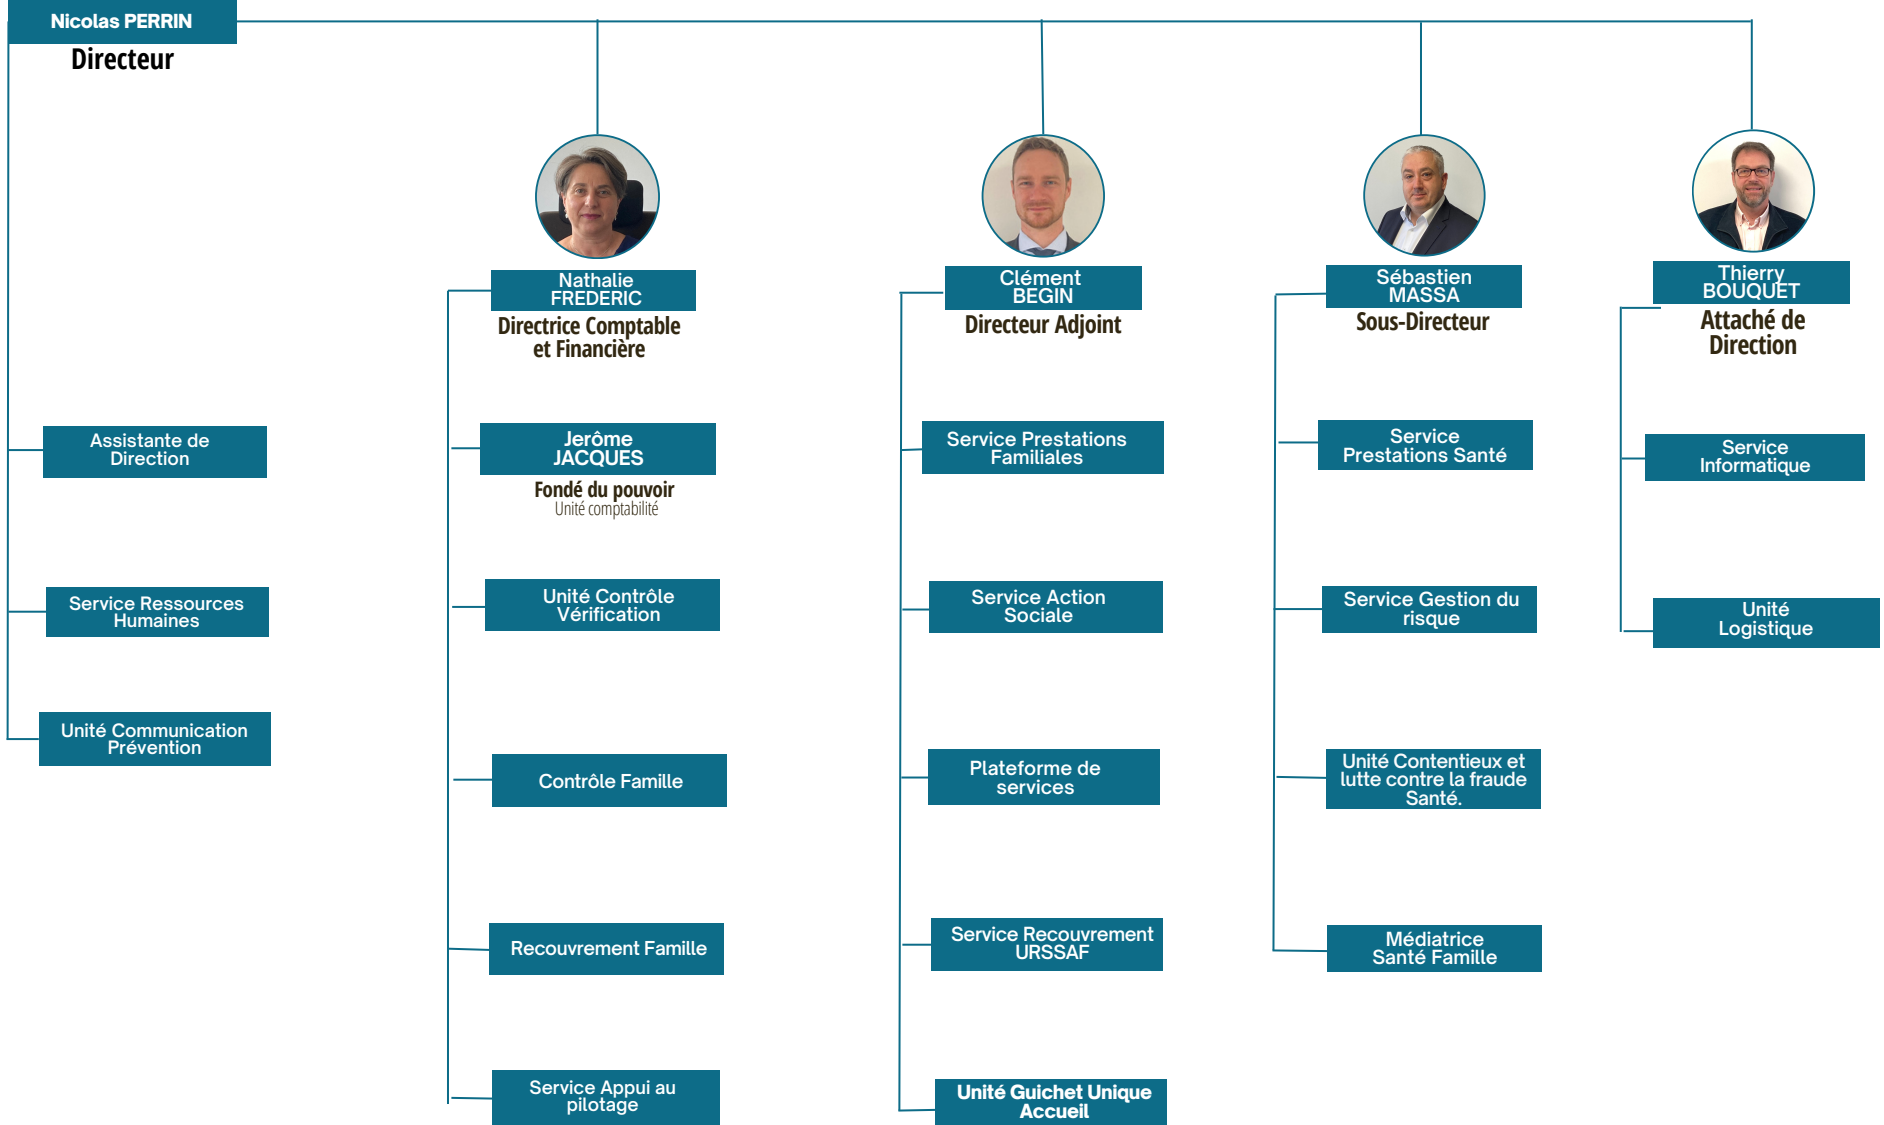 Nicolas PERRIN
Directeur
Assistante de
Direction
Service Ressources
Humaines
Unité Communication
Prévention
Nathalie
FREDERIC
Directrice Comptable
et Financière
Jerôme
JACQUES
Fondé du pouvoir
Unité comptabilité
Unité Contrôle
Vérification
Contrôle Famille
Recouvrement Famille
Service Appui au
pilotage
Clément
BEGIN
Directeur Adjoint
Service Prestations
Familiales
Service Action
Sociale
Plateforme de
services
Service Recouvrement
URSSAF
Unité Guichet Unique
Accueil
Sébastien
MASSA
Sous-Directeur
Service
Prestations Santé
Service Gestion du
risque
Unité Contentieux et
lutte contre la fraude
Santé.
Médiatrice
Santé Famille
Thierry
BOUQUET
Attaché de
Direction
Service
Informatique
Unité
Logistique